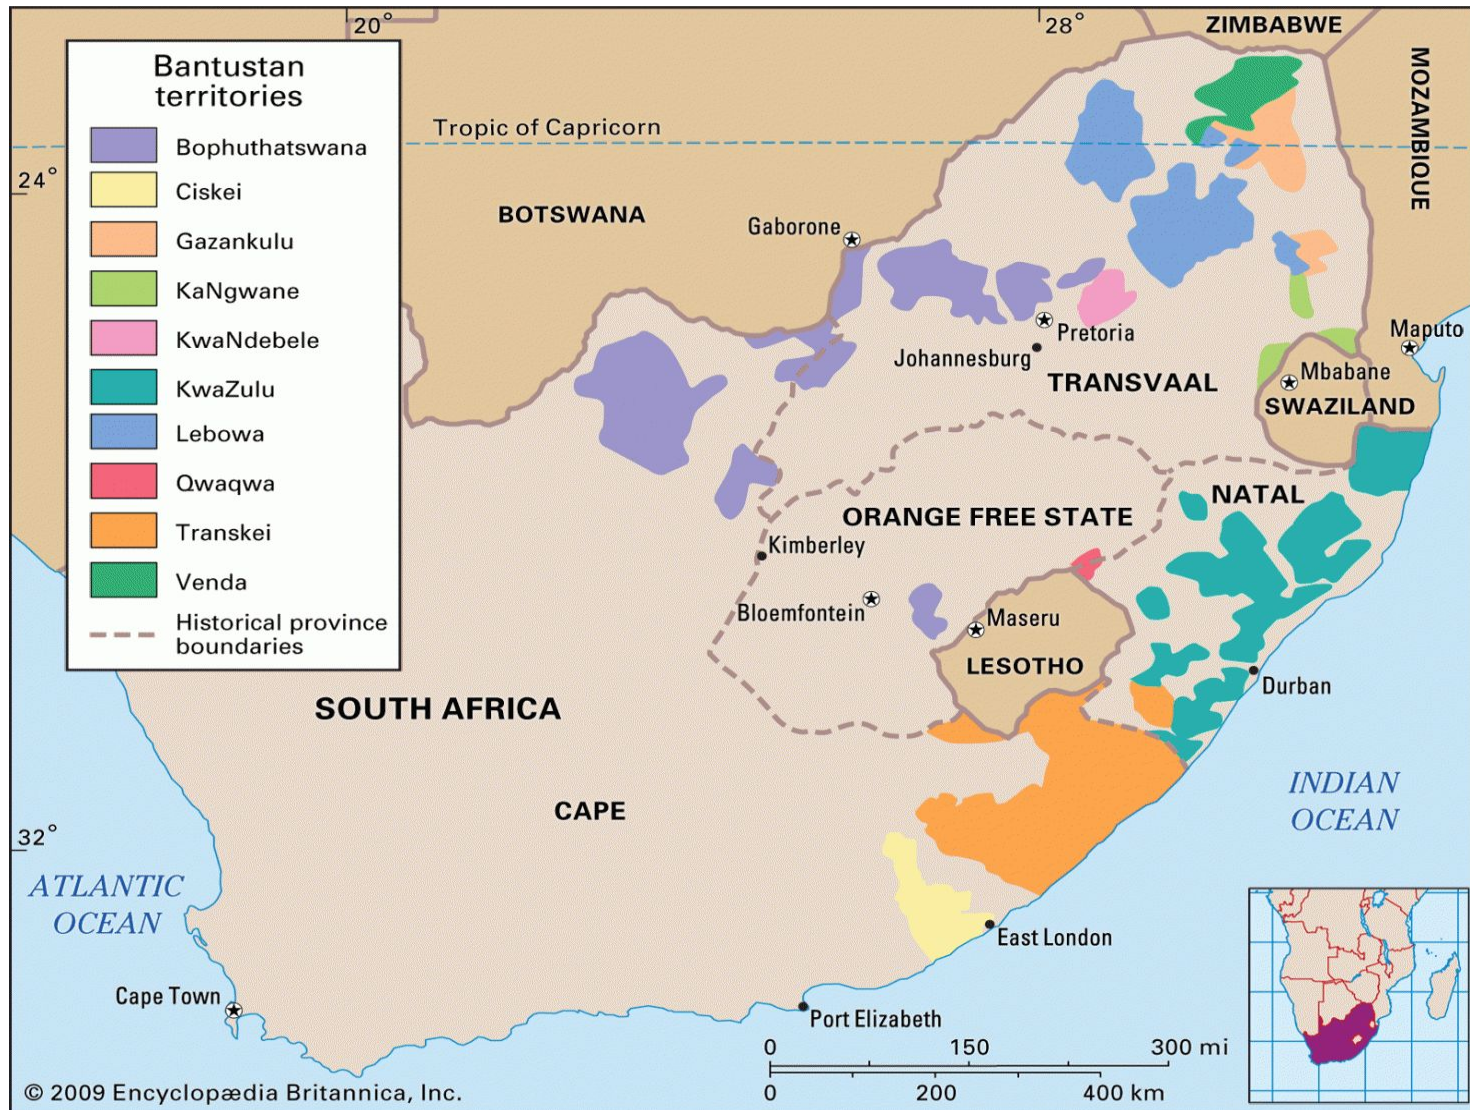 20°
28°
ZIMBABWE
MOZAMBIQUE
Bantustan
territories
Bophuthatswana
Ciskei
Gazankulu
KaNgwane
KwaNdebele
KwaZulu
Lebowa
Qwaqwa
Transkei
Venda
Historical province
boundaries
Tropic of Capricorn
24°
BOTSWANA
Gaborone
Pretoria
Johannesburg
Maputo
Mbabane
TRANSVAAL
SWAZILAND
NATAL
ORANGE FREE STATE
Kimberley
Bloemfontein
Maseru
LESOTHO
Durban
SOUTH AFRICA
INDIAN
OCEAN
CAPE
32°
ATLANTIC
OCEAN
East London
Cape Town
Port Elizabeth
0 150 300 mi
0 200 400 km
© 2009 Encyclopædia Britannica, Inc.